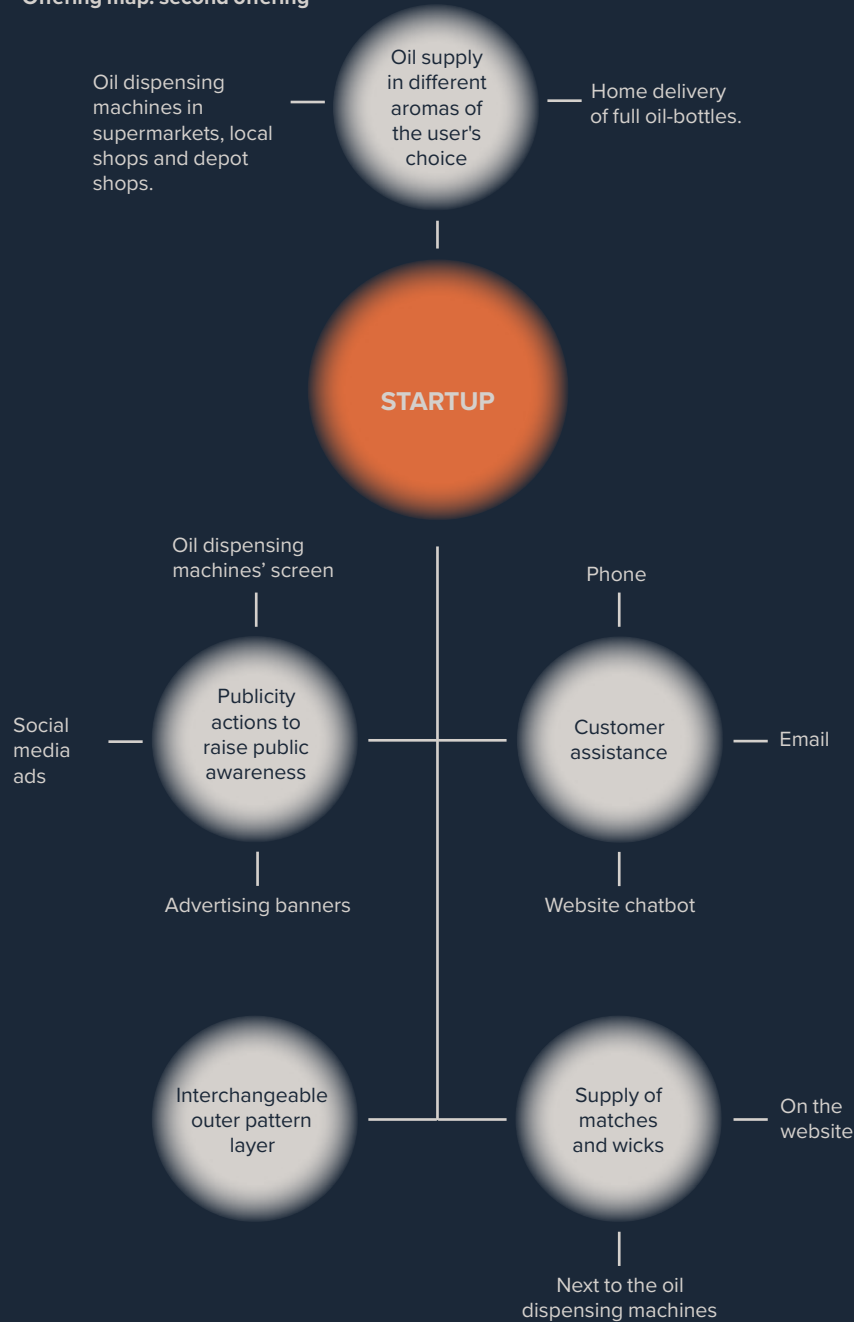 Offering map: second offering
Oil supply
in different
aromas of
the user's
choice
Oil dispensing
machines in
supermarkets, local
shops and depot
shops.
Home delivery
of full oil-bottles.
STARTUP
Oil dispensing
machines’ screen
Phone
Publicity
actions to
raise public
awareness
Social
media
ads
Customer
assistance
Email
Advertising banners
Website chatbot
Interchangeable
outer pattern
layer
Supply of
matches
and wicks
On the
website
Next to the oil
dispensing machines